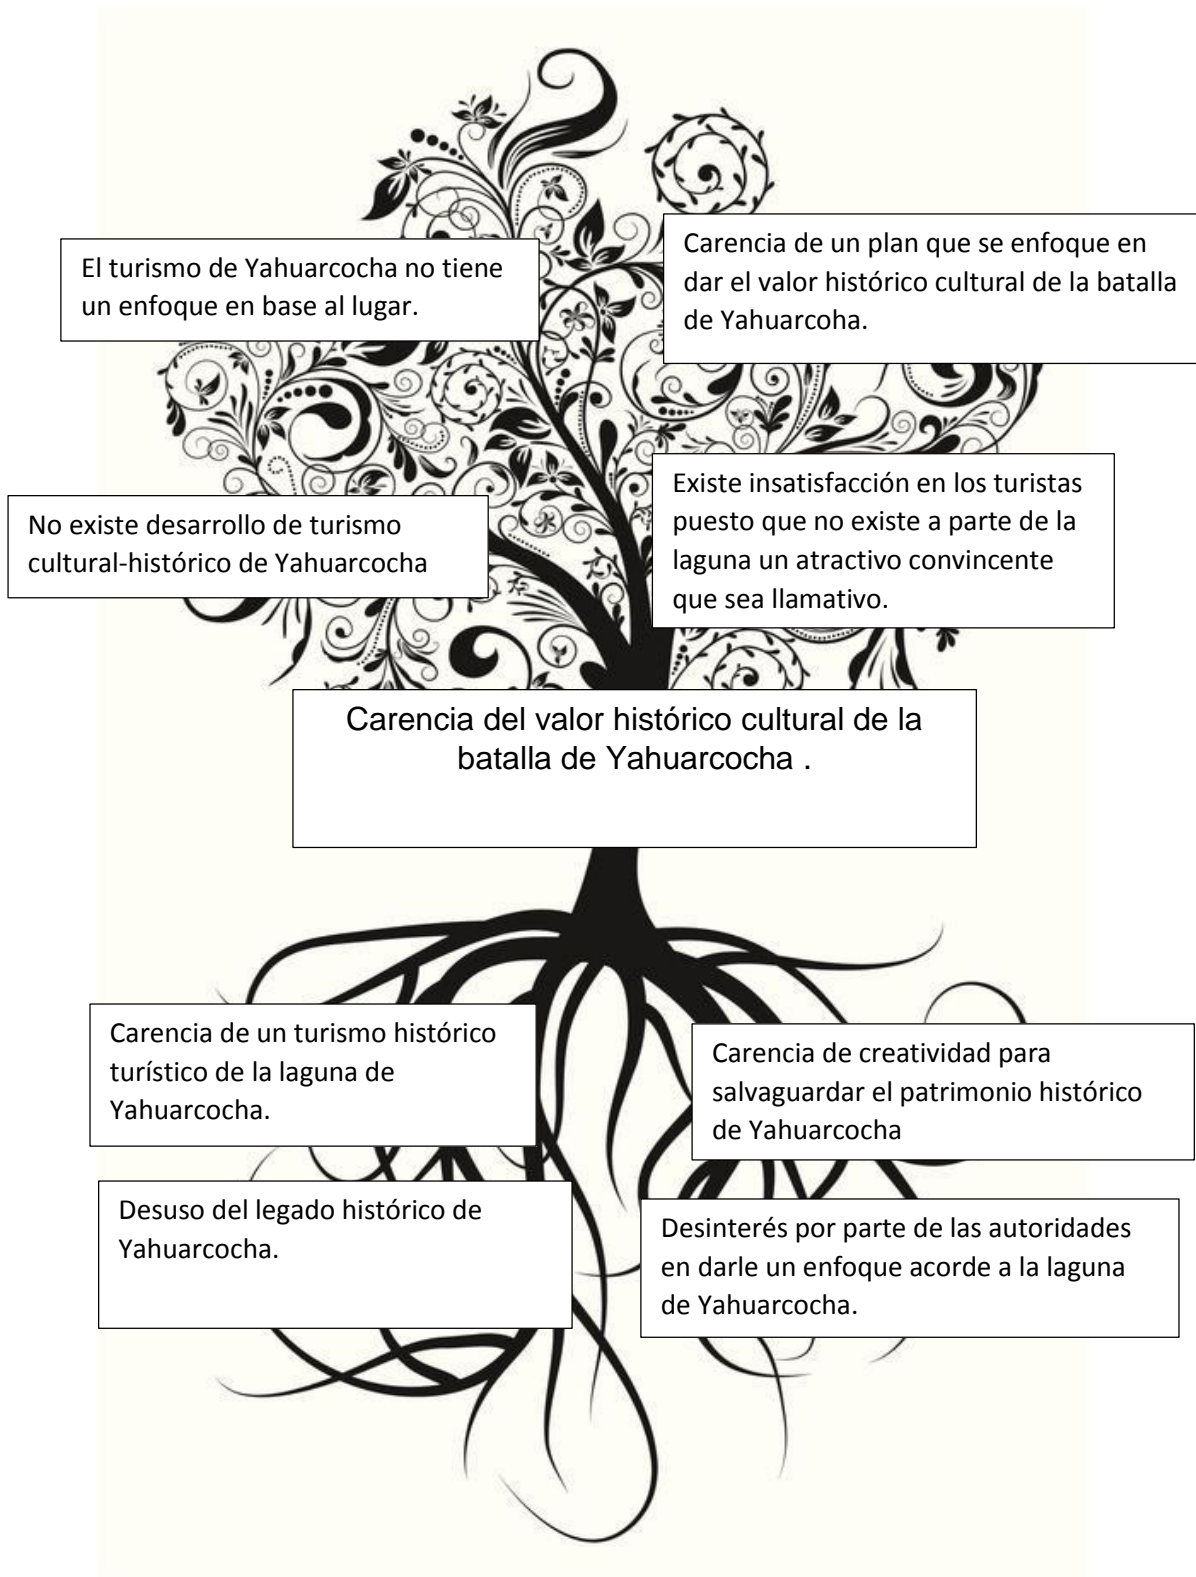 El turismo de Yahuarcocha no tiene
un enfoque en base al lugar.
Carencia de un plan que se enfoque en
dar el valor histórico cultural de la batalla
de Yahuarcoha.
No existe desarrollo de turismo
cultural-histórico de Yahuarcocha
Existe insatisfacción en los turistas
puesto que no existe a parte de la
laguna un atractivo convincente
que sea llamativo.
Carencia del valor histórico cultural de la
batalla de Yahuarcocha .
Carencia de un turismo histórico
turístico de la laguna de
Yahuarcocha.
Carencia de creatividad para
salvaguardar el patrimonio histórico
de Yahuarcocha
Desuso del legado histórico de
Yahuarcocha.
Desinterés por parte de las autoridades
en darle un enfoque acorde a la laguna
de Yahuarcocha.